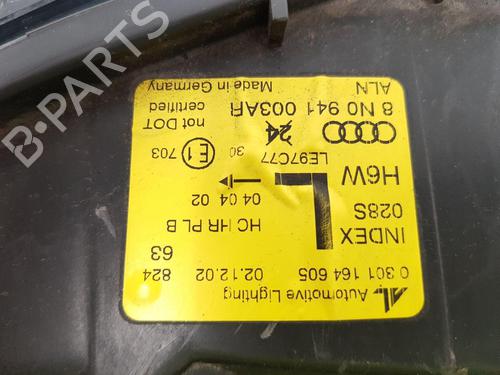 Automotive Lighting
0 301 164 605
02.12.02
824
INDEX
63
028S
HC HR PL B
L
04 04 02
H6W
LE97C77
30
E1
703
24
not DOT
certified
8 N0 941 003AR
ALN
Made in Germany
B-PARTS